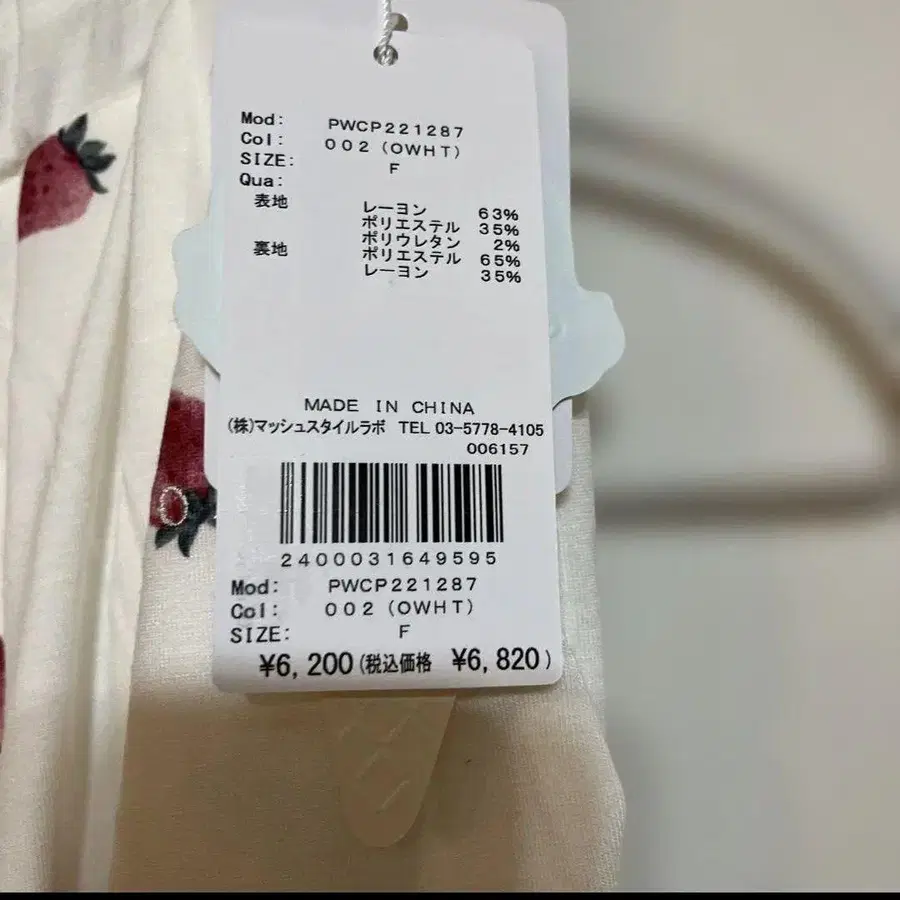 Mod: PWCP221287
Col: 002 (OWHT)
SIZE: F
Qua:
表地 レーヨン 63%
ポリエステル 35%
ポリウレタン 2%
裏地 ポリエステル 65%
レーヨン 35%
MADE IN CHINA
(株)マッシュスタイルラボ TEL 03-5778-4105
006157
2400031649595
Mod: PWCP221287
Col: 002 (OWHT)
SIZE: F
¥6,200(税込価格 ¥6,820)